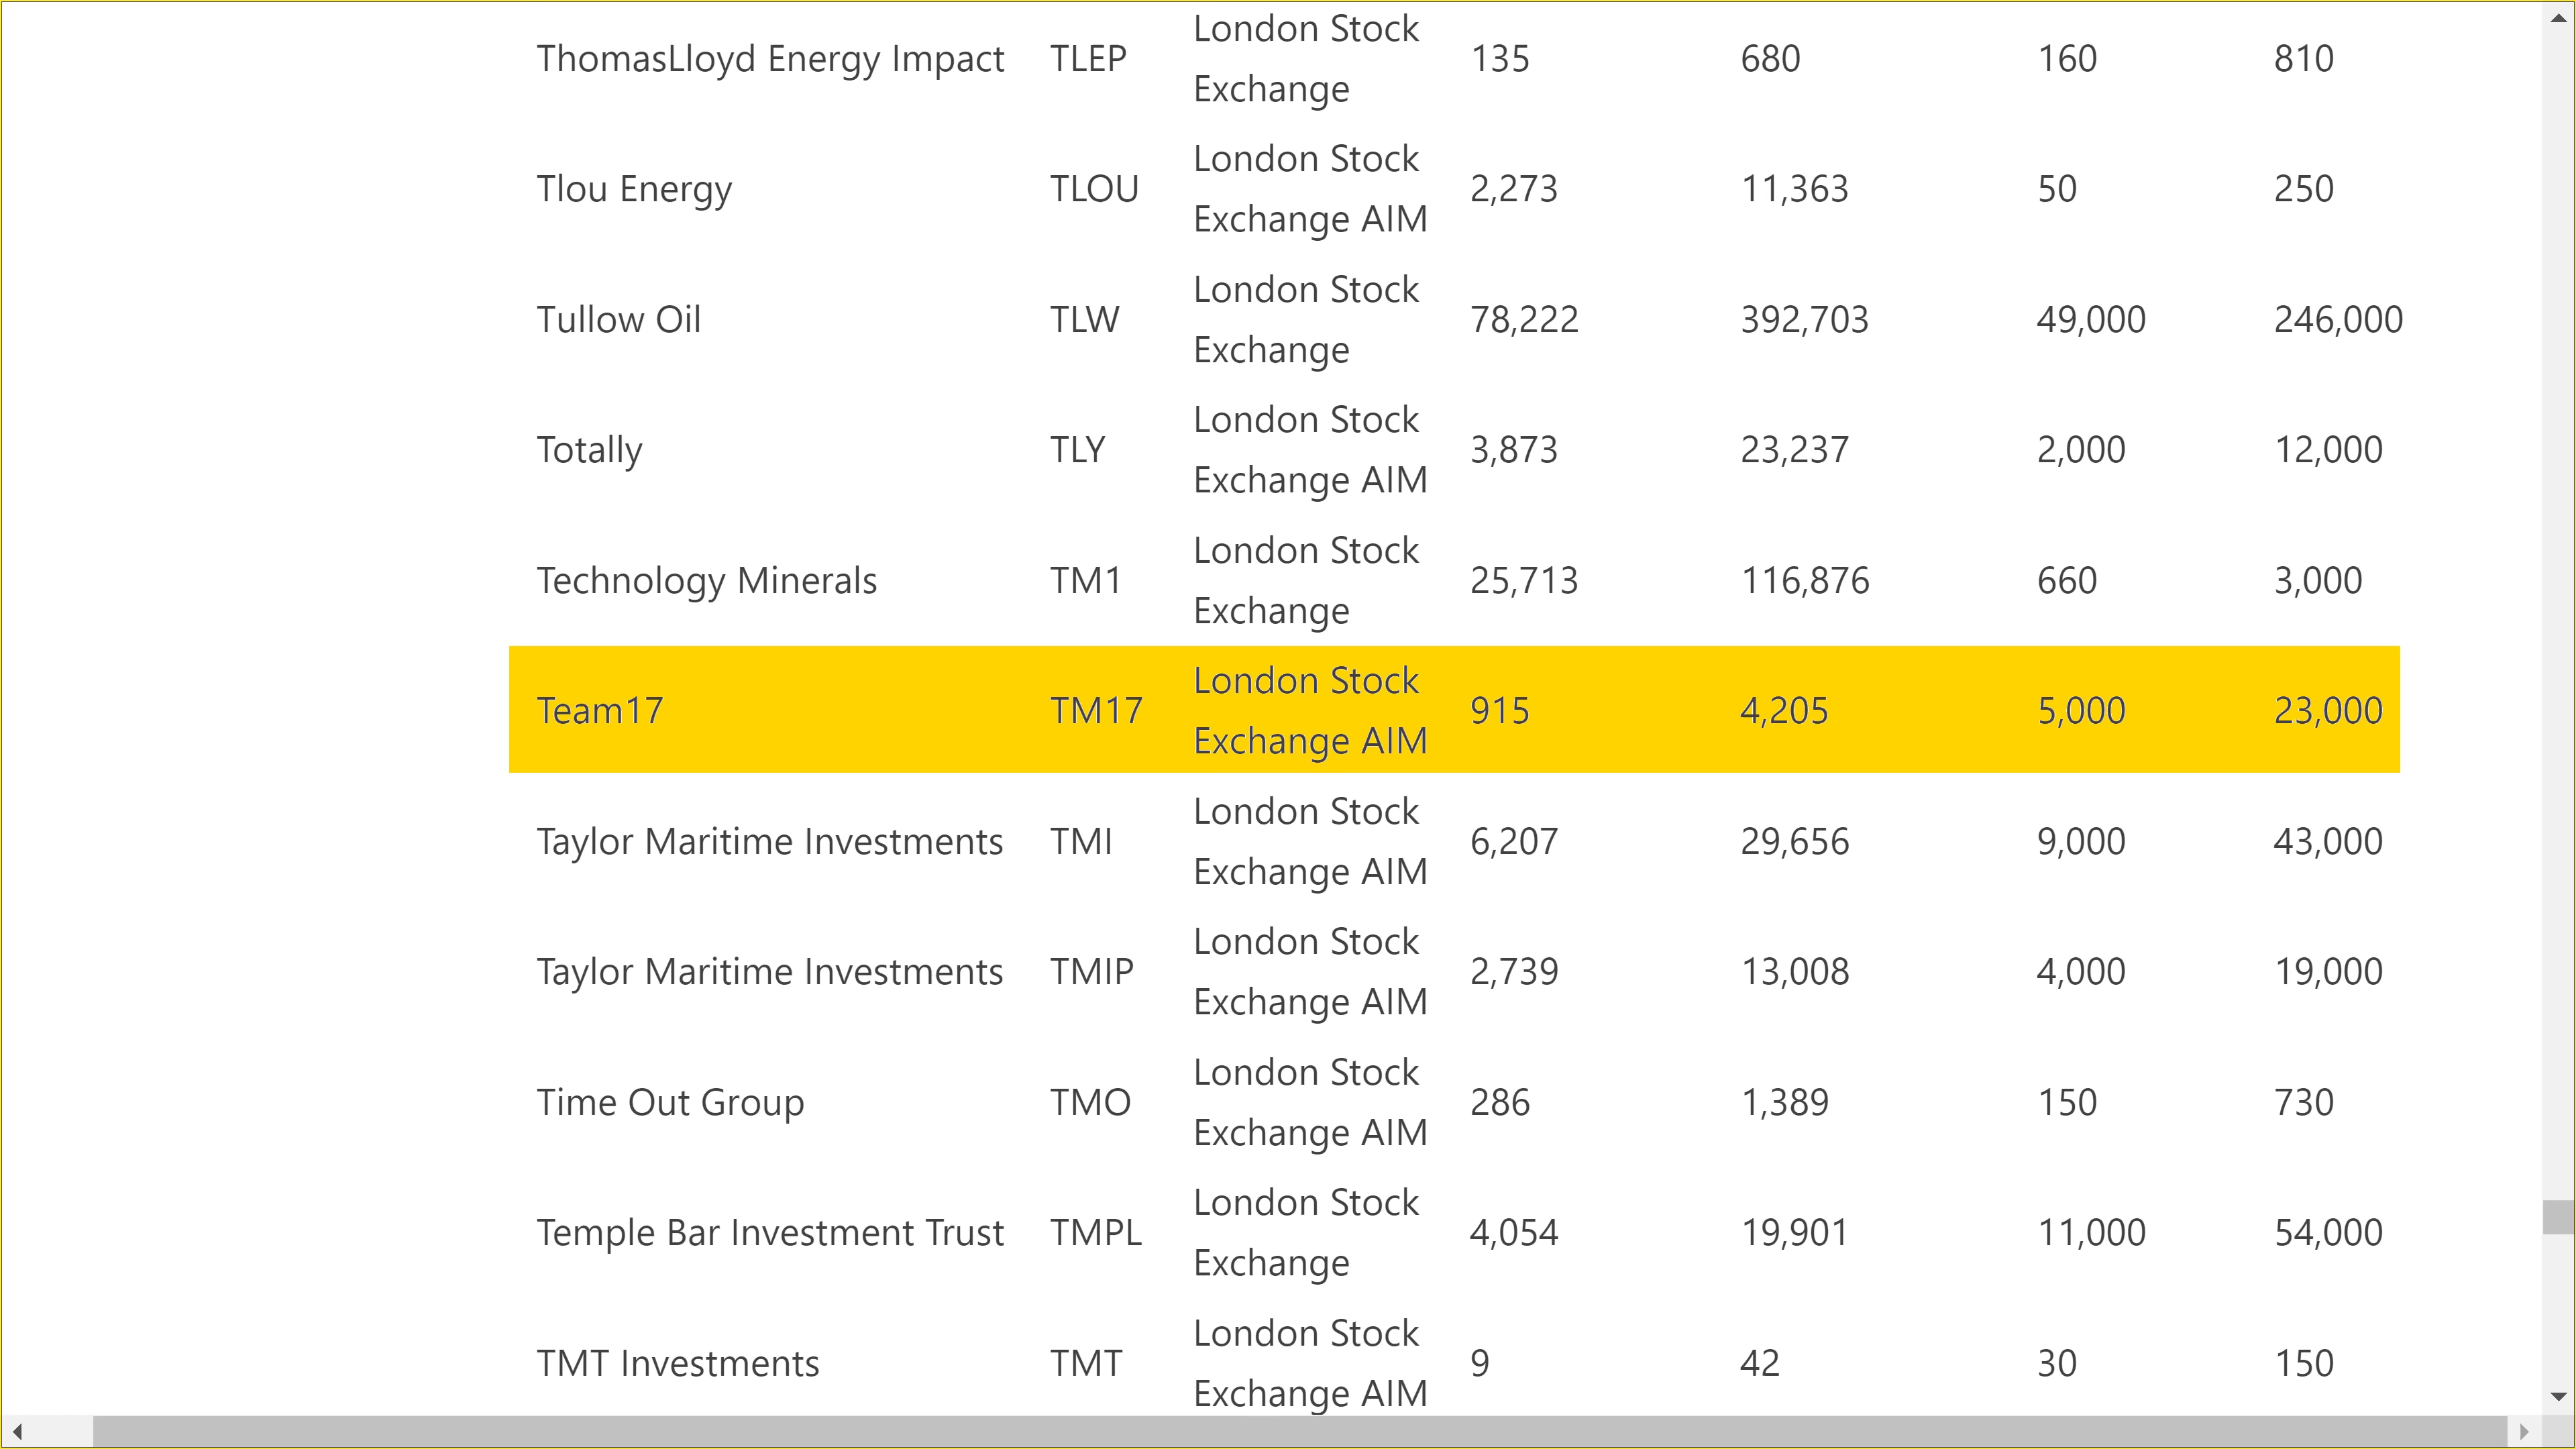 ThomasLloyd Energy Impact TLEP London Stock Exchange 135 680 160 810
Tlou Energy TLOU London Stock Exchange AIM 2,273 11,363 50 250
Tullow Oil TLW London Stock Exchange 78,222 392,703 49,000 246,000
Totally TLY London Stock Exchange AIM 3,873 23,237 2,000 12,000
Technology Minerals TM1 London Stock Exchange 25,713 116,876 660 3,000
Team17 TM17 London Stock Exchange AIM 915 4,205 5,000 23,000
Taylor Maritime Investments TMI London Stock Exchange AIM 6,207 29,656 9,000 43,000
Taylor Maritime Investments TMIP London Stock Exchange AIM 2,739 13,008 4,000 19,000
Time Out Group TMO London Stock Exchange AIM 286 1,389 150 730
Temple Bar Investment Trust TMPL London Stock Exchange 4,054 19,901 11,000 54,000
TMT Investments TMT London Stock Exchange AIM 9 42 30 150